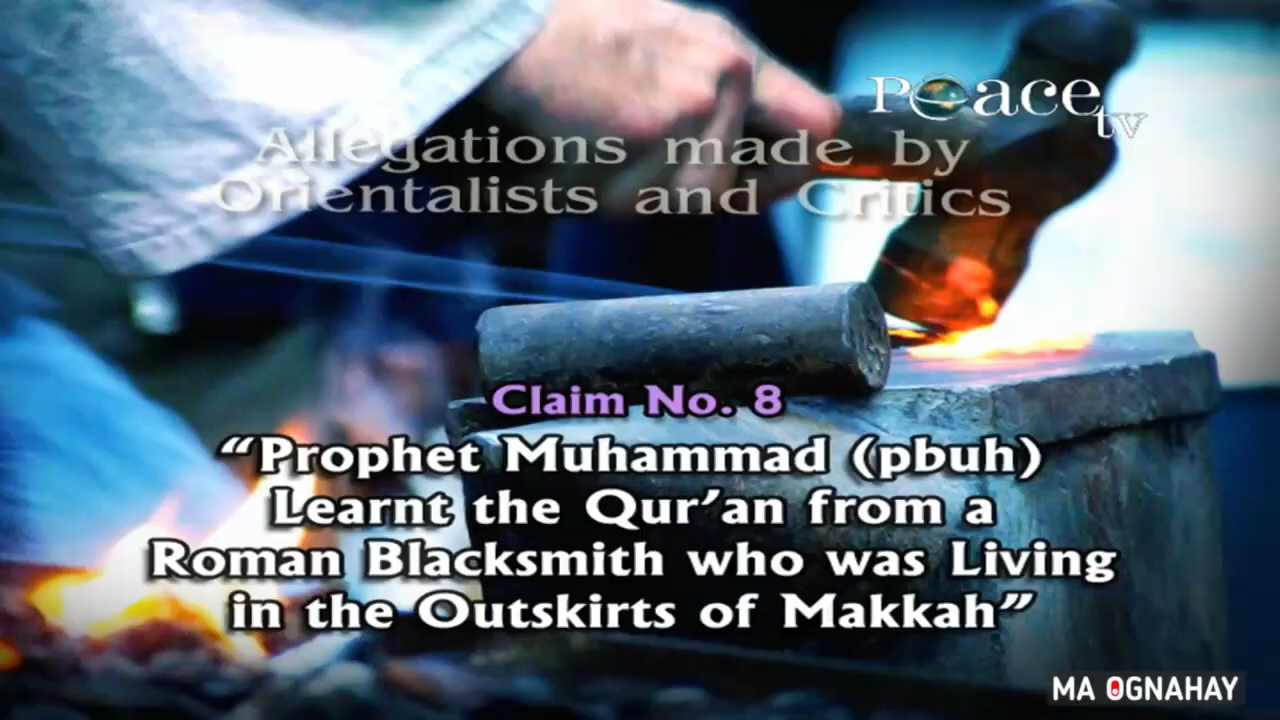 Peace tv
Allegations made by
Orientalists and Critics
Claim No. 8
“Prophet Muhammad (pbuh)
Learnt the Qur’an from a
Roman Blacksmith who was Living
in the Outskirts of Makkah”
MA OGNAHAY